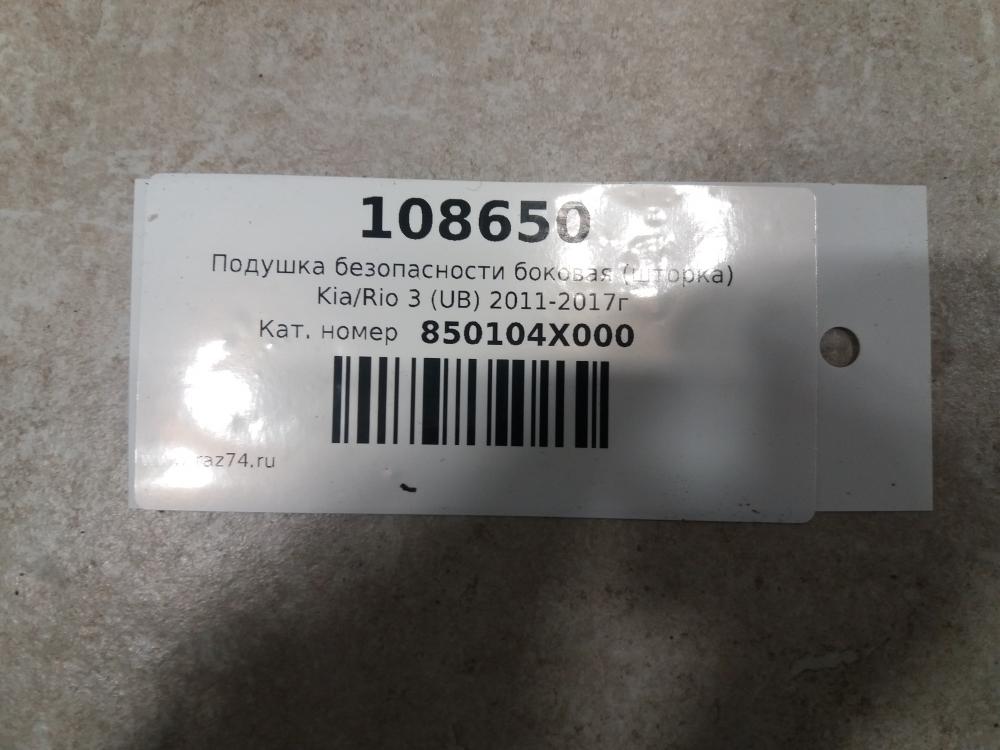 108650
Подушка безопасности боковая (шторка)
Kia/Rio 3 (UB) 2011-2017г
Кат. номер 850104X000